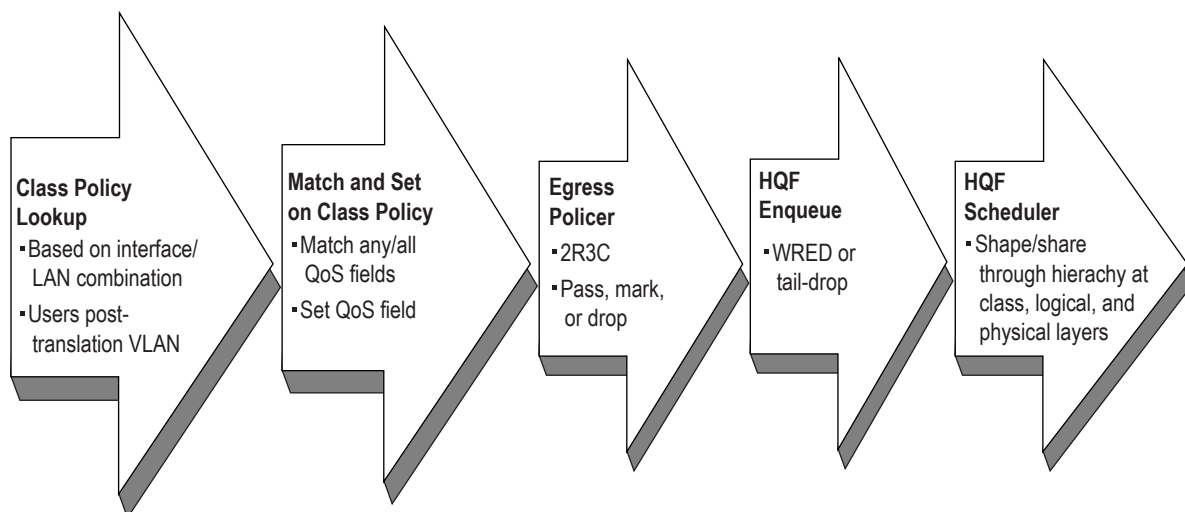 Class Policy
Lookup
▪ Based on interface/
LAN combination
▪ Users post-
translation VLAN
Match and Set
on Class Policy
▪ Match any/all
QoS fields
▪ Set QoS field
Egress
Policer
▪ 2R3C
▪ Pass, mark,
or drop
HQF
Enqueue
▪ WRED or
tail-drop
HQF
Scheduler
▪ Shape/share
through hierachy at
class, logical, and
physical layers